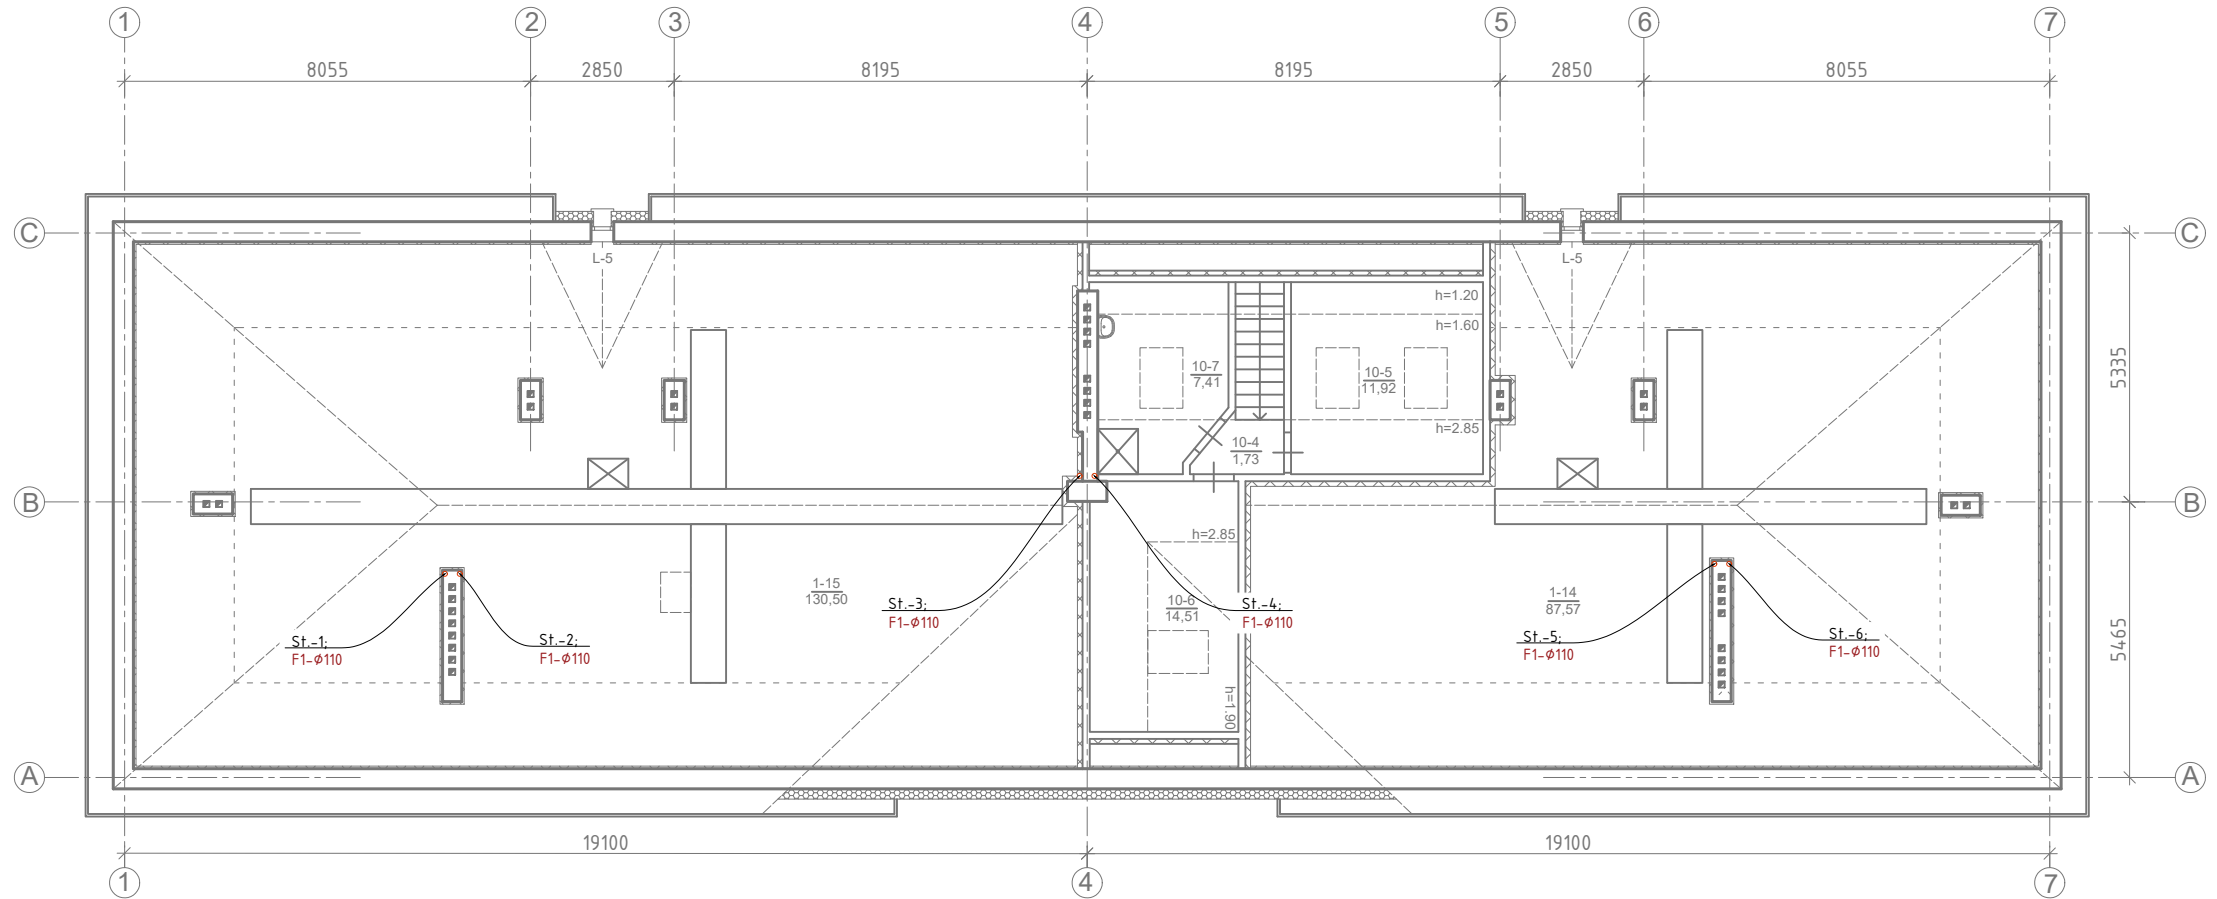 1 2 3 4 5 6 7
8055 2850 8195 8195 2850 8055
C C
L-5 L-5
h=1.20
h=1.60
10-7
7,41
10-5
11,92
5335
h=2.85
10-4
1,73
B B
h=2.85
1-15
130,50
10-6
14,51
1-14
87,57
St.-3;
F1-Ø110
St.-4;
F1-Ø110
St.-1;
F1-Ø110
St.-2;
F1-Ø110
St.-5;
F1-Ø110
St.-6;
F1-Ø110
5465
h=1.90
A A
19100 19100
1 4 7